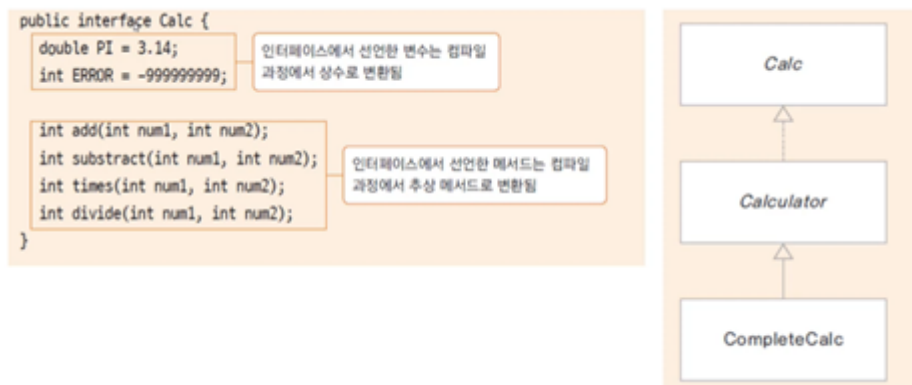 public interface Calc {
double PI = 3.14;
int ERROR = -999999999;
인터페이스에서 선언한 변수는 컴파일
과정에서 상수로 변환됨
int add(int num1, int num2);
int substract(int num1, int num2);
int times(int num1, int num2);
int divide(int num1, int num2);
인터페이스에서 선언한 메서드는 컴파일
과정에서 추상 메서드로 변환됨
}
Calc
Calculator
CompleteCalc